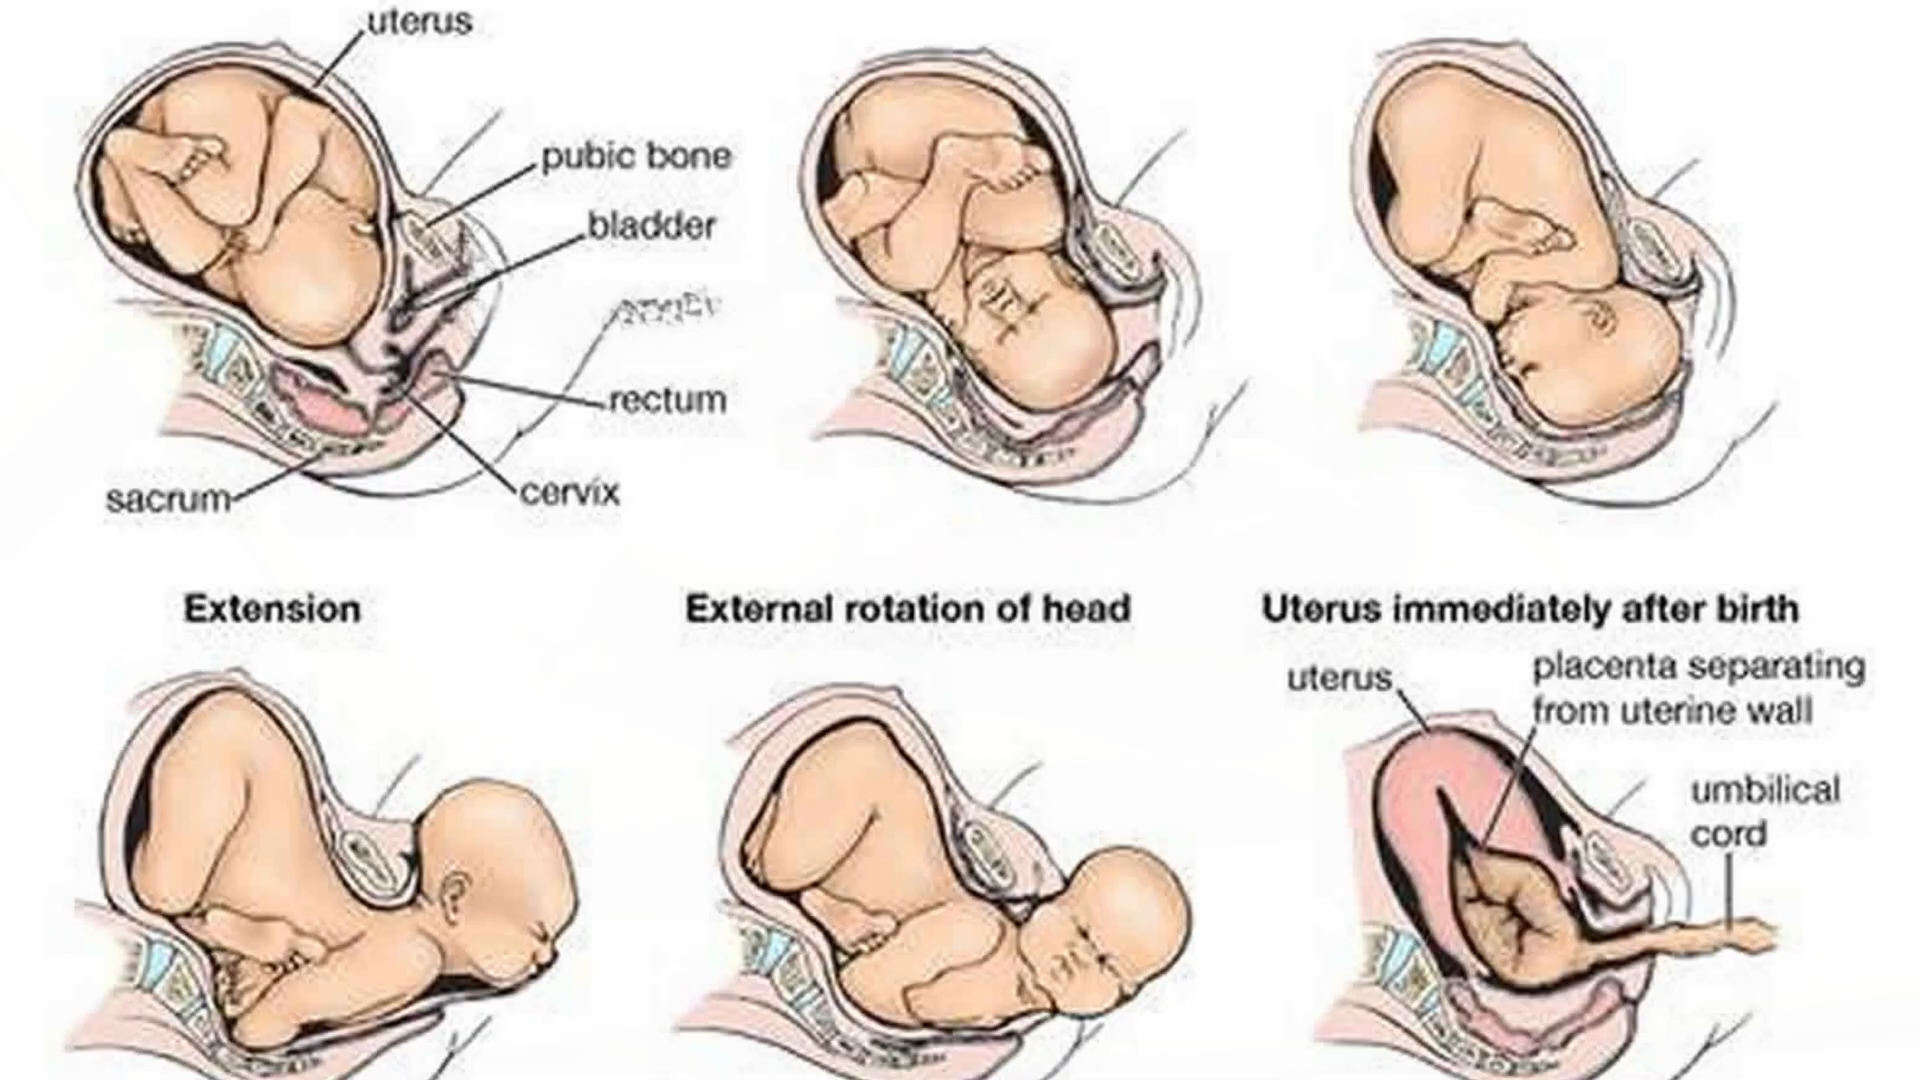 uterus
pubic bone
bladder
rectum
sacrum
cervix
Extension
External rotation of head
Uterus immediately after birth
uterus
placenta separating
from uterine wall
umbilical
cord